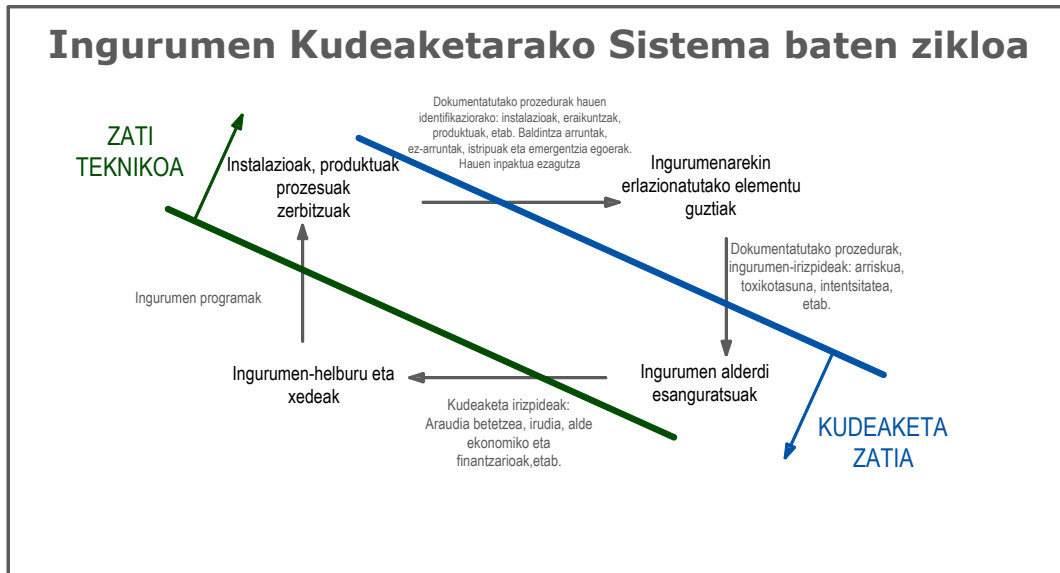 Ingurumen Kudeaketarako Sistema baten zikloa
ZATI
TEKNIKOA
Dokumentatutako prozedurak hauen
identifikaziorako: instalazioak, eraikuntzak,
produktuak, etab. Baldintza arruntak,
ez-arruntak, istripuak eta emergentzia egoerak.
Hauen inpaktua ezagutza
Instalazioak, produktuak
prozesuak
zerbitzuak
Ingurumenarekin
erlazionatutako elementu
guztiak
Dokumentatutako prozedurak,
ingurumen-irizpideak: arriskua,
toxikotasuna, intentsitatea,
etab.
Ingurumen programak
Ingurumen-helburu eta
xedeak
Ingurumen alderdi
esanguratsuak
Kudeaketa irizpideak:
Araudia betetzea, irudia, alde
ekonomiko eta
finantzarioak,etab.
KUDEAKETA
ZATIA